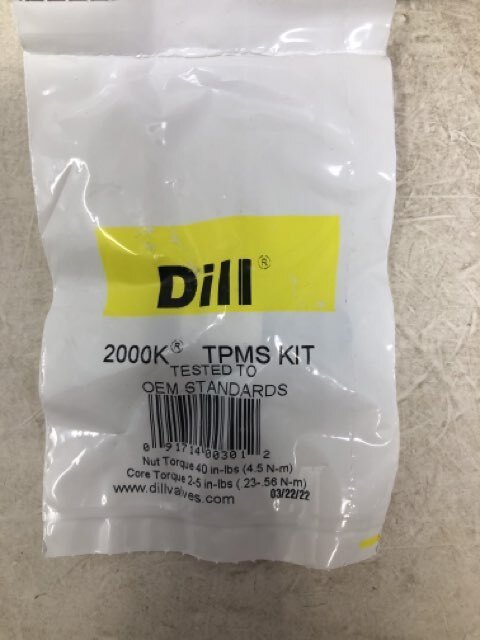 Dill®
2000K® TPMS KIT
TESTED TO
OEM STANDARDS
0 91714 00301 2
Nut Torque 40 in-lbs (4.5 N-m)
Core Torque 2-5 in-lbs (.23-.56 N-m)
www.dillvalves.com
03/22/22